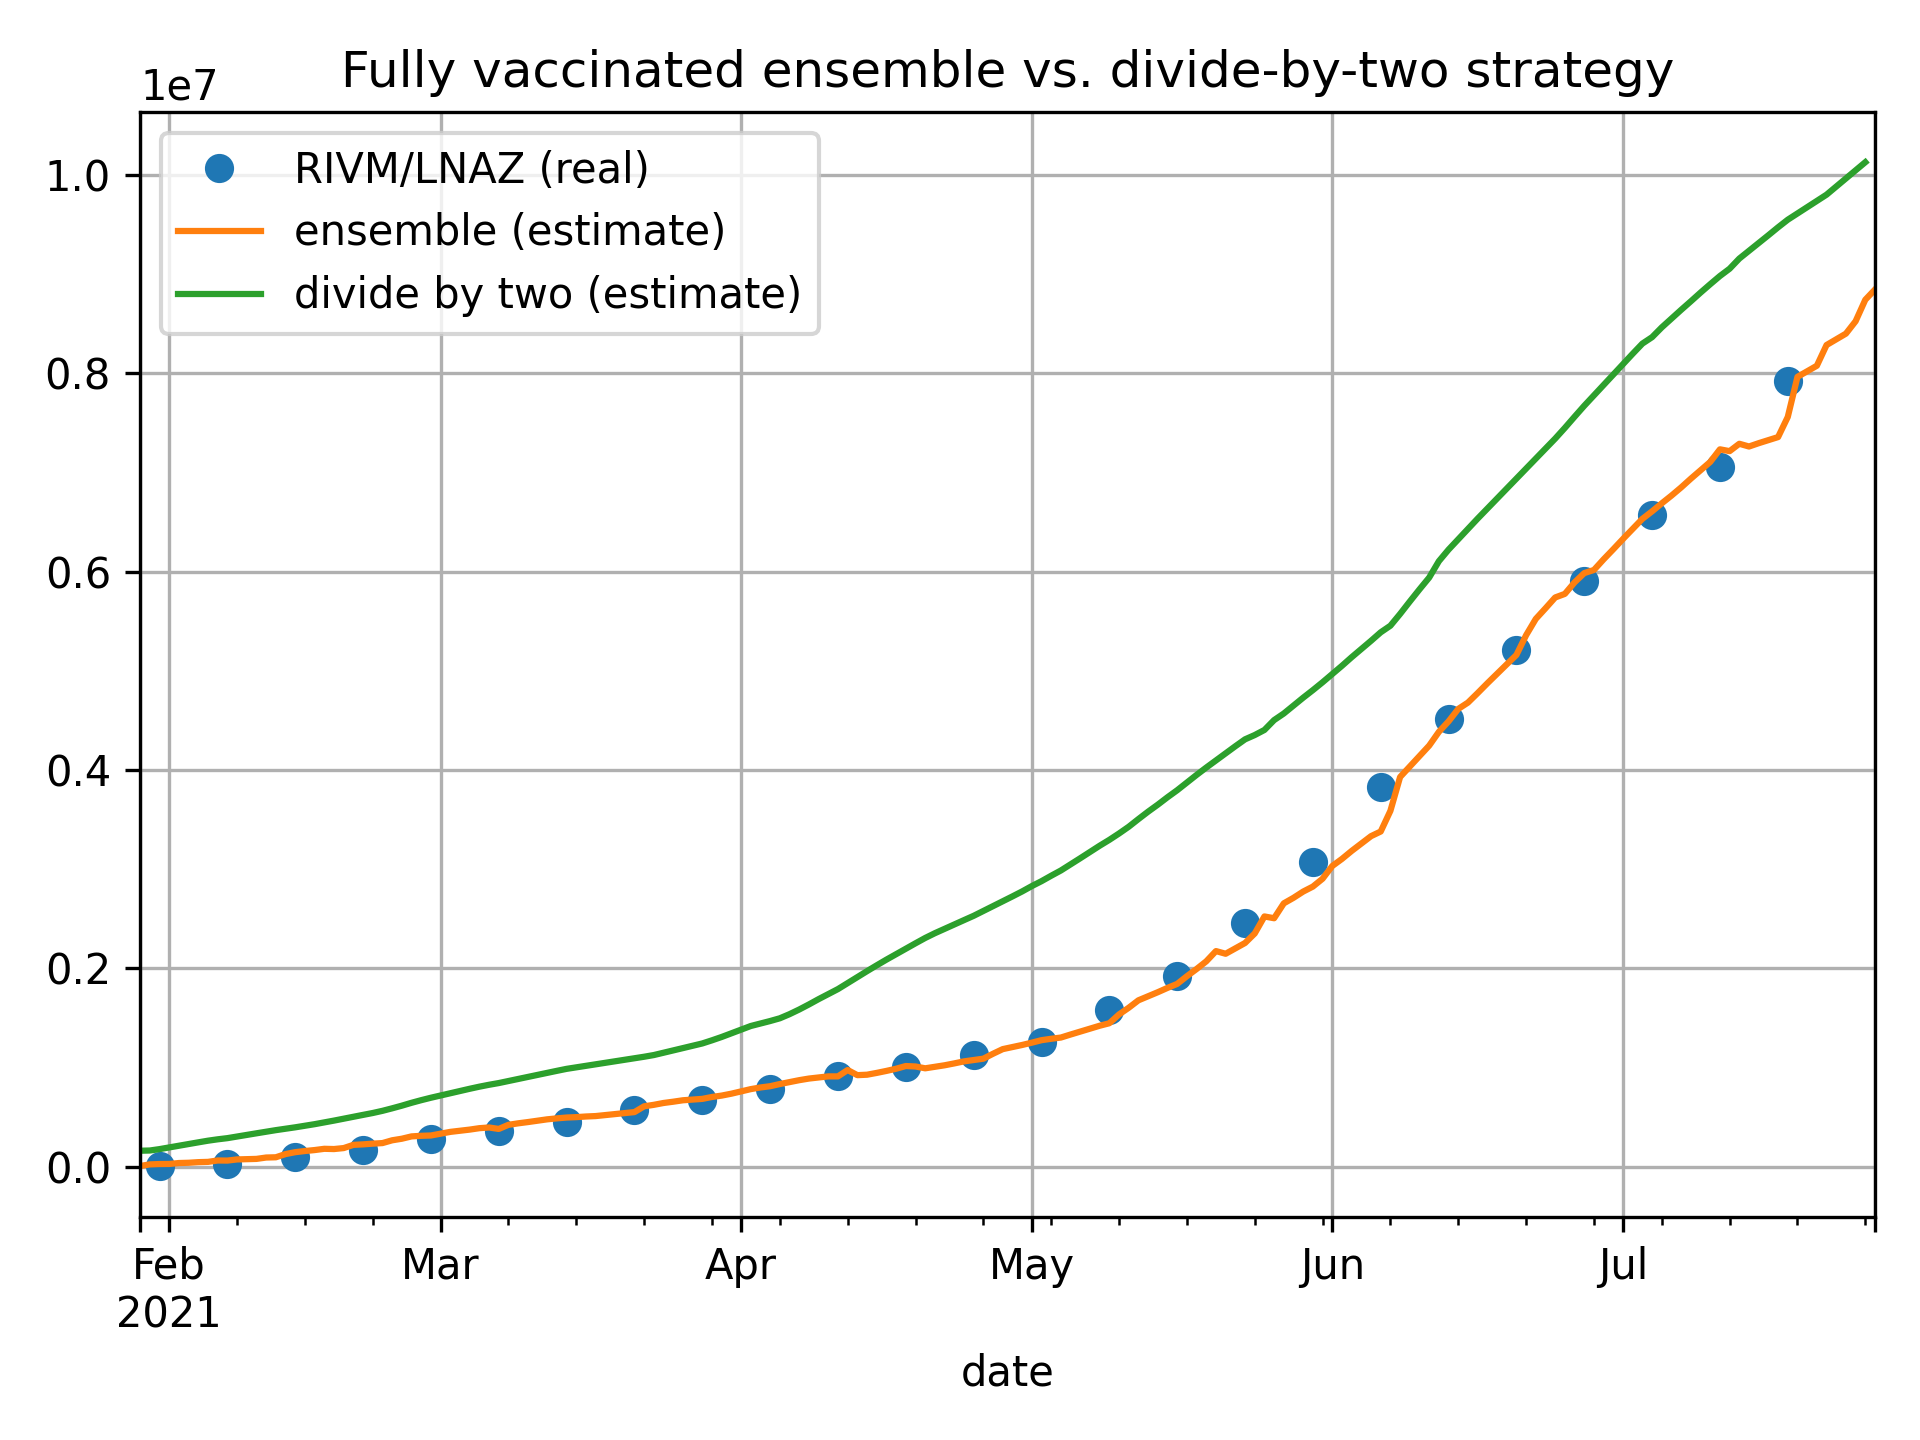 Fully vaccinated ensemble vs. divide-by-two strategy
1e7
RIVM/LNAZ (real)
ensemble (estimate)
divide by two (estimate)
1.0
0.8
0.6
0.4
0.2
0.0
Feb Mar Apr May Jun Jul
2021
date